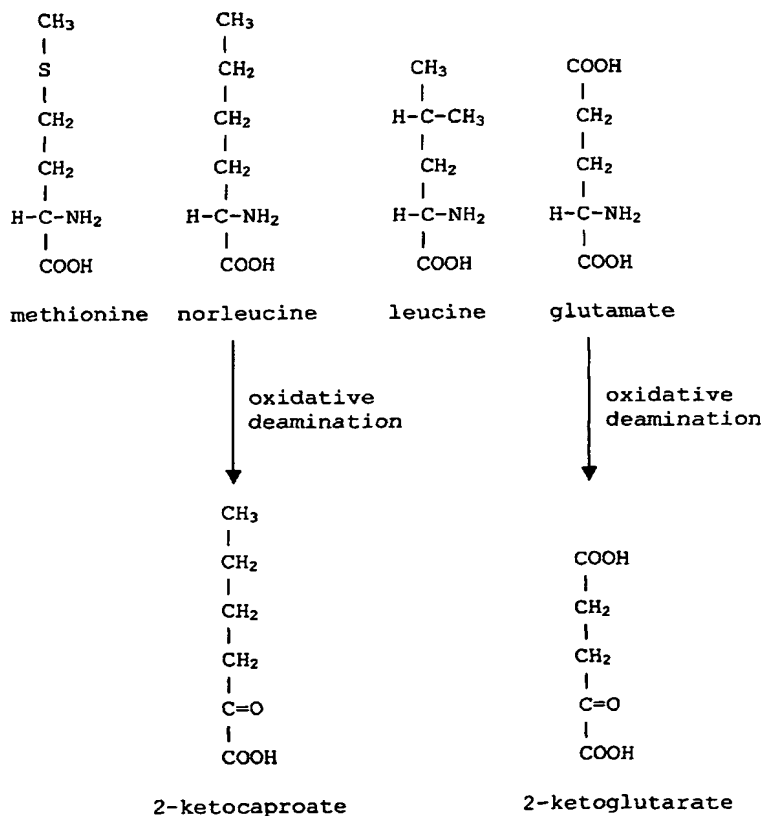 CH₃ CH₃
S CH₂ CH₃ COOH
CH₂ CH₂ H-C-CH₃ CH₂
CH₂ CH₂ CH₂ CH₂
H-C-NH₂ H-C-NH₂ H-C-NH₂ H-C-NH₂
COOH COOH COOH COOH
methionine norleucine leucine glutamate
oxidative oxidative
deamination deamination
CH₃
CH₂ COOH
CH₂ CH₂
CH₂ CH₂
C=O C=O
COOH COOH
2-ketocaproate 2-ketoglutarate